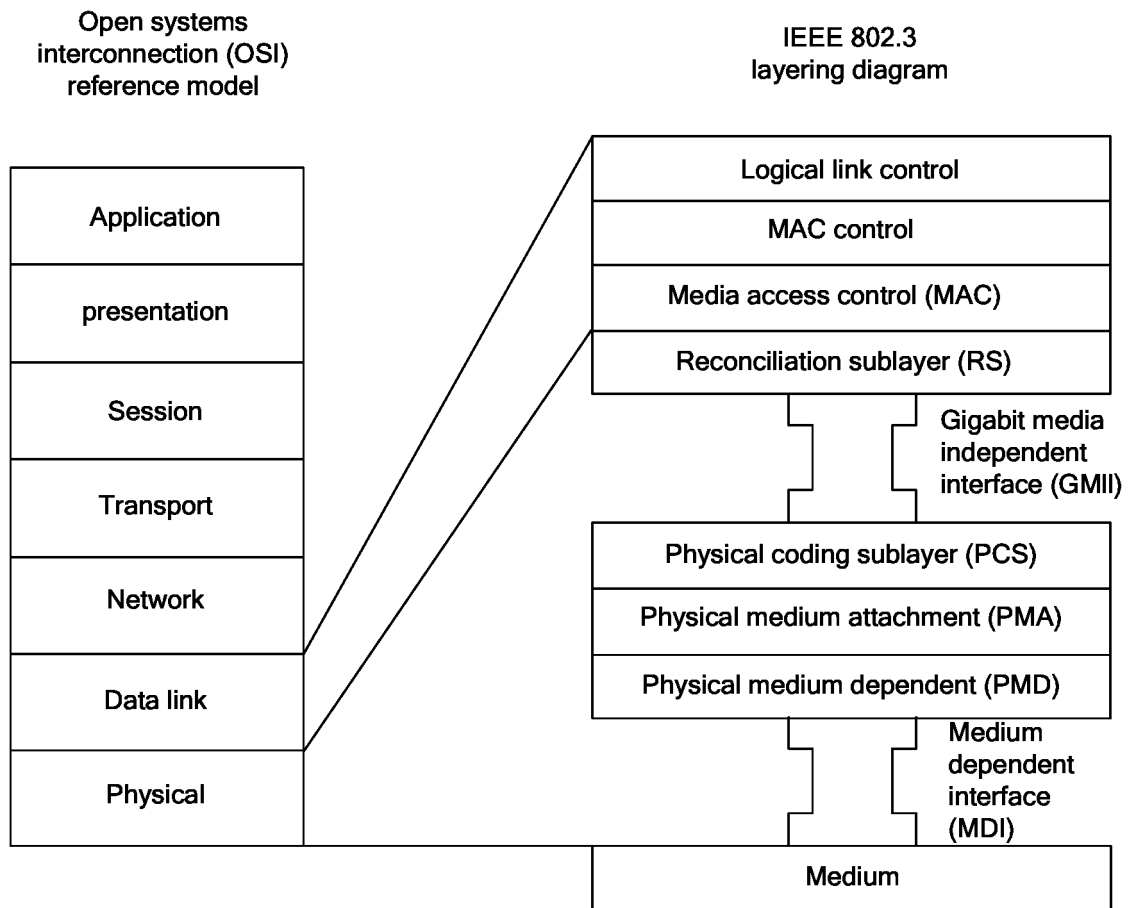 Open systems
interconnection (OSI)
reference model
Application
presentation
Session
Transport
Network
Data link
Physical
IEEE 802.3
layering diagram
Logical link control
MAC control
Media access control (MAC)
Reconciliation sublayer (RS)
Gigabit media
independent
interface (GMII)
Physical coding sublayer (PCS)
Physical medium attachment (PMA)
Physical medium dependent (PMD)
Medium
dependent
interface
(MDI)
Medium